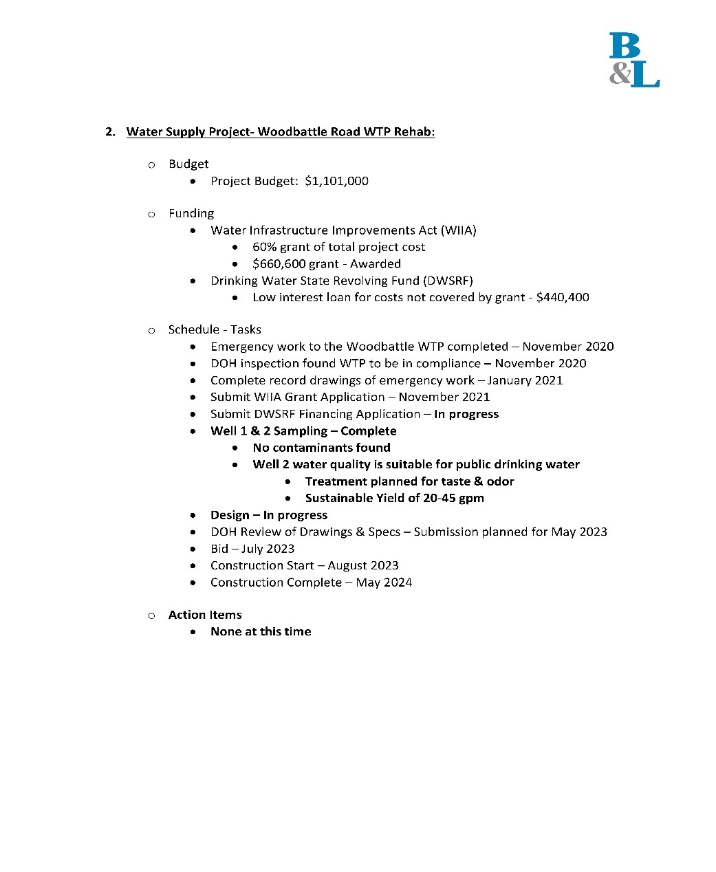 B
&L
2. Water Supply Project- Woodbattle Road WTP Rehab:
o Budget
• Project Budget: $1,101,000
o Funding
• Water Infrastructure Improvements Act (WIIA)
• 60% grant of total project cost
• $660,600 grant - Awarded
• Drinking Water State Revolving Fund (DWSRF)
• Low interest loan for costs not covered by grant - $440,400
o Schedule - Tasks
• Emergency work to the Woodbattle WTP completed – November 2020
• DOH inspection found WTP to be in compliance – November 2020
• Complete record drawings of emergency work – January 2021
• Submit WIIA Grant Application – November 2021
• Submit DWSRF Financing Application – In progress
• Well 1 & 2 Sampling – Complete
• No contaminants found
• Well 2 water quality is suitable for public drinking water
• Treatment planned for taste & odor
• Sustainable Yield of 20-45 gpm
• Design – In progress
• DOH Review of Drawings & Specs – Submission planned for May 2023
• Bid – July 2023
• Construction Start – August 2023
• Construction Complete – May 2024
o Action Items
• None at this time